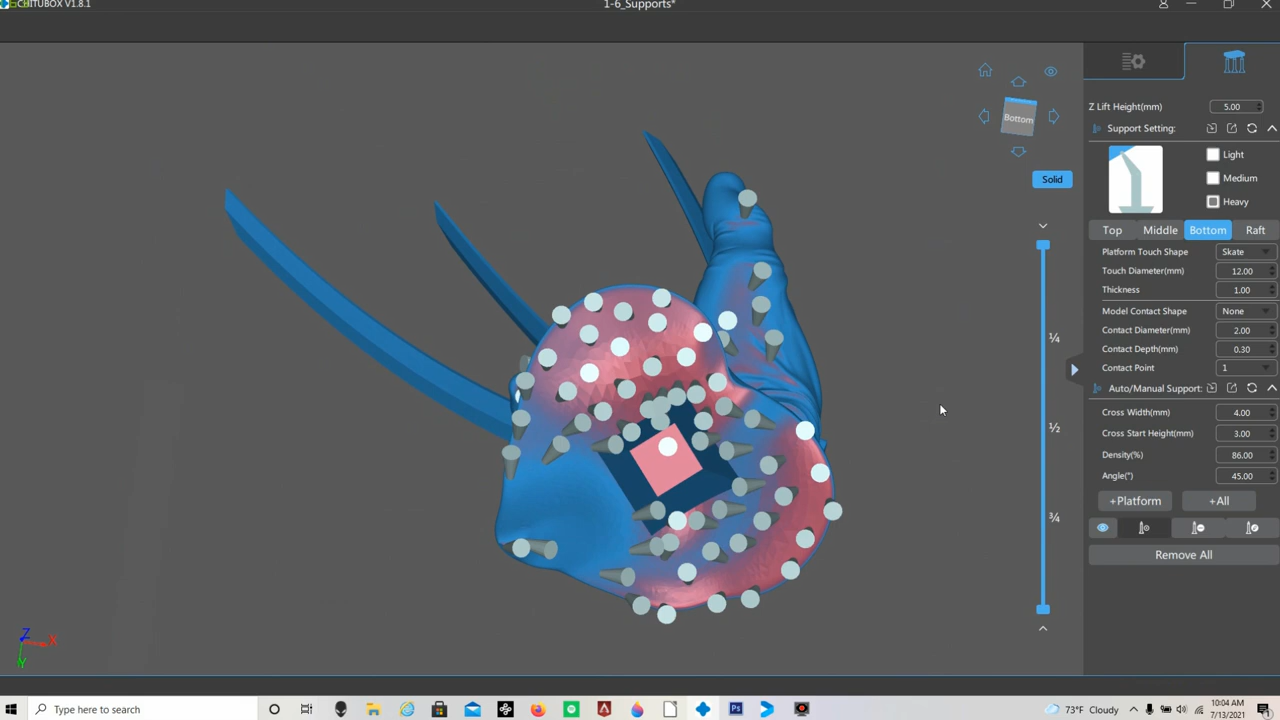 CHITUBOX V1.8.1
1-6_Supports*
Z Lift Height(mm) 5.00
Support Setting:
Light
Medium
Heavy
Bottom
Solid
Top Middle Bottom Raft
Platform Touch Shape Skate
Touch Diameter(mm) 12.00
Thickness 1.00
Model Contact Shape None
Contact Diameter(mm) 2.00
Contact Depth(mm) 0.30
Contact Point 1
Auto/Manual Support:
Cross Width(mm) 4.00
Cross Start Height(mm) 3.00
Density(%) 86.00
Angle(°) 45.00
+Platform +All
Remove All
¼
½
¾
Z
X
Y
Type here to search
Ps
73°F Cloudy
10:04 AM
7/13/2021